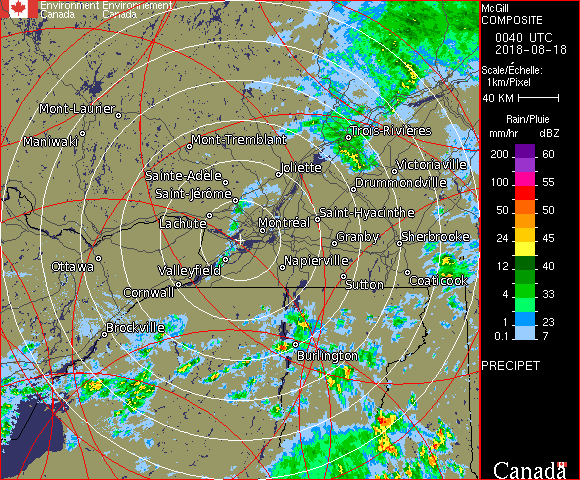 Environment Environnement
Canada Canada
McGill
COMPOSITE
0040 UTC
2018-08-18
Scale/Échelle:
1km/Pixel
40 KM
Rain/Pluie
mm/hr dBZ
200 60
100 55
50 50
24 45
12 40
4 33
1 23
0.1 7
PRECIPET
Canada
Mont-Laurier
Maniwaki
Mont-Tremblant
Trois-Rivières
Joliette
Victoriaville
Sainte-Adèle
Drummondville
Saint-Jérôme
Lachute
Saint-Hyacinthe
Montréal
Granby
Sherbrooke
Ottawa
Valleyfield
Napierville
Cornwall
Sutton
Coaticook
Brockville
Burlington